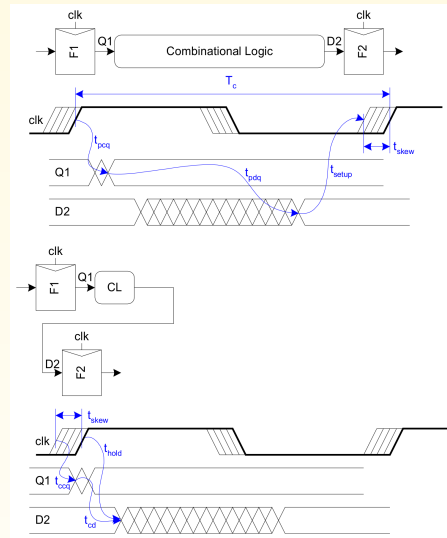 clk
clk
F1
Q1
Combinational Logic
D2
F2
Tc
clk
tskew
tpcq
Q1
tpdq
tsetup
D2
clk
F1
Q1
CL
clk
D2
F2
tskew
clk
thold
Q1
tccq
D2
tcd